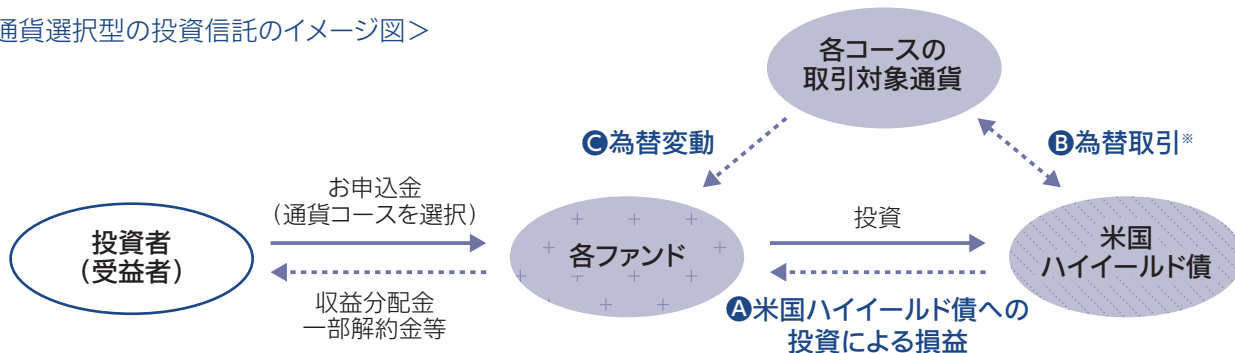 通貨選択型の投資信託のイメージ図＞
各コースの
取引対象通貨
Ⓒ為替変動
Ⓑ為替取引※
お申込金
（通貨コースを選択）
投資
投資者
（受益者）
各ファンド
米国
ハイイールド債
収益分配金
一部解約金等
Ⓐ米国ハイイールド債への
投資による損益